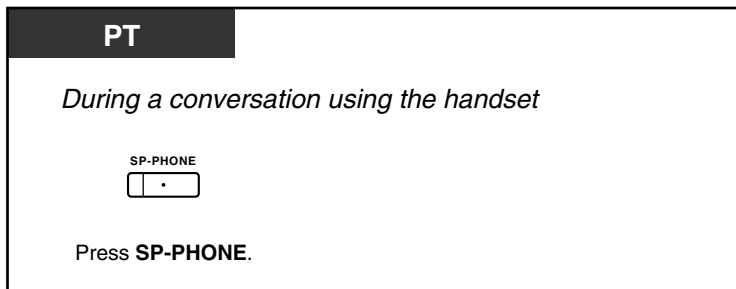 PT
During a conversation using the handset
SP-PHONE
Press SP-PHONE.